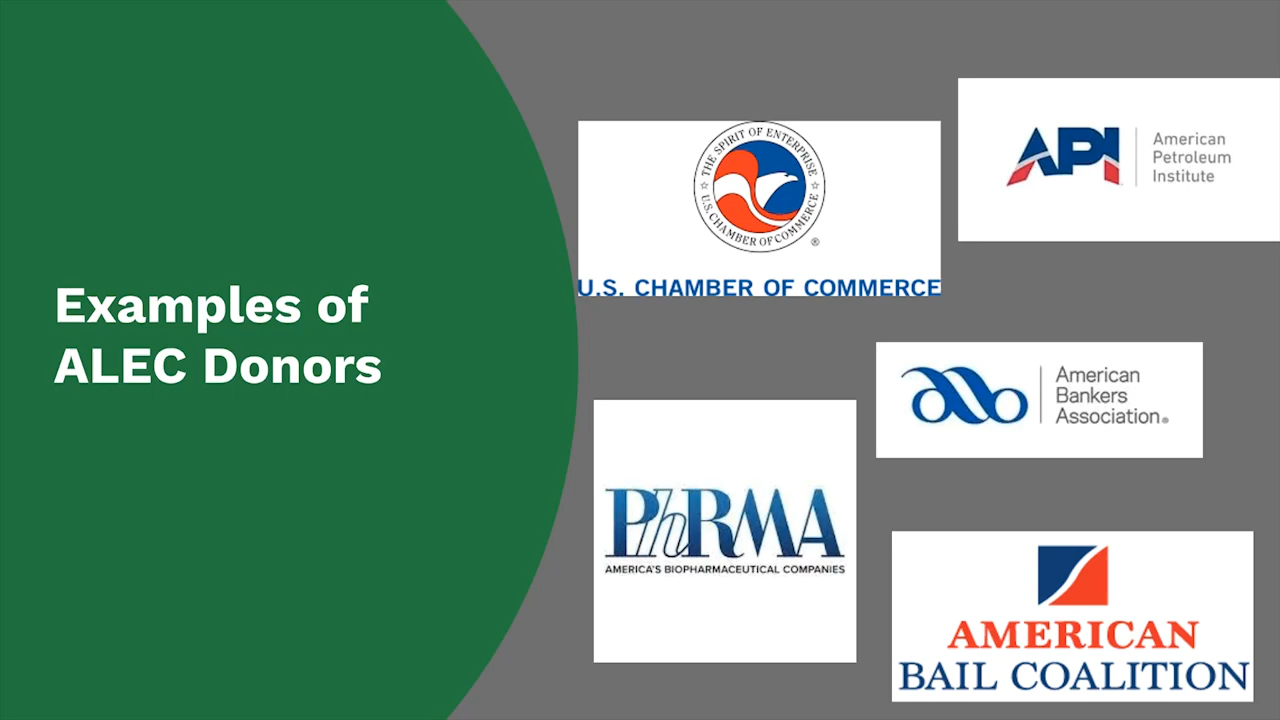 Examples of
ALEC Donors
THE SPIRIT OF ENTERPRISE
U.S. CHAMBER OF COMMERCE
®
U.S. CHAMBER OF COMMERCE
API
American
Petroleum
Institute
American
Bankers
Association®
PhRMA
AMERICA'S BIOPHARMACEUTICAL COMPANIES
AMERICAN
BAIL COALITION